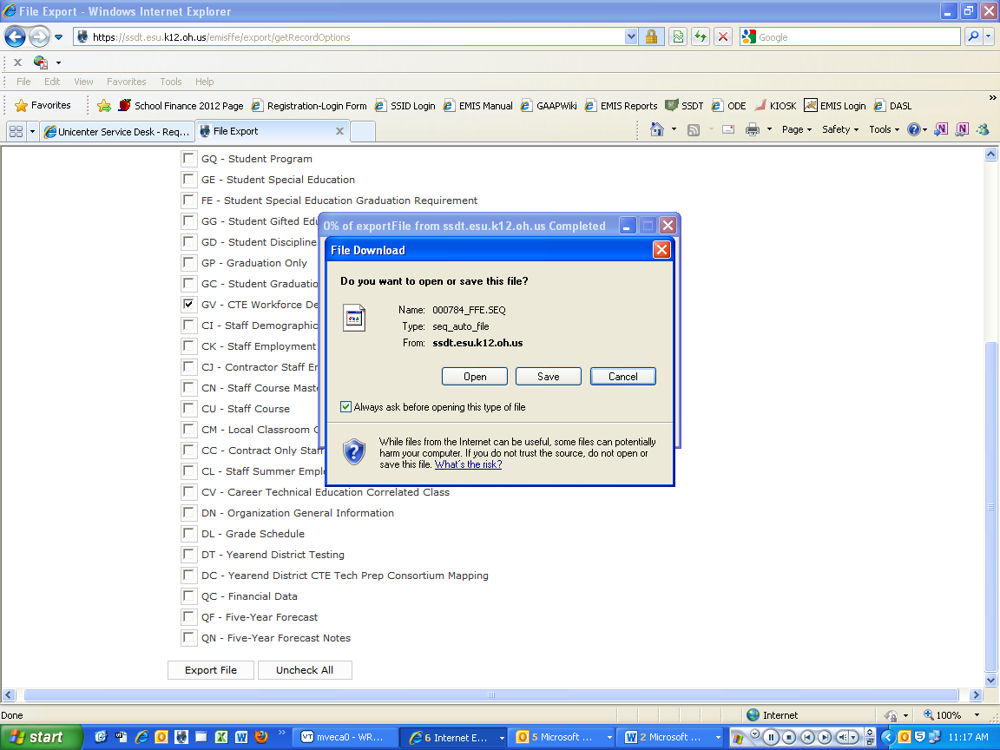 File Export - Windows Internet Explorer
https://ssdt.esu.k12.oh.us/emisffe/export/getRecordOptions
Google
File Edit View Favorites Tools Help
Favorites School Finance 2012 Page Registration-Login Form SSID Login EMIS Manual GAAPWiki EMIS Reports SSDT ODE KIOSK EMIS Login DASL
Unicenter Service Desk - Req... File Export Page Safety Tools
GQ - Student Program
GE - Student Special Education
FE - Student Special Education Graduation Requirement
GG - Student Gifted Edu
GD - Student Discipline
GP - Graduation Only
GC - Student Graduatio
GV - CTE Workforce De
CI - Staff Demographic
CK - Staff Employment
CJ - Contractor Staff Er
CN - Staff Course Mast
CU - Staff Course
CM - Local Classroom C
CC - Contract Only Staf
CL - Staff Summer Empl
CV - Career Technical Education Correlated Class
DN - Organization General Information
DL - Grade Schedule
DT - Yearend District Testing
DC - Yearend District CTE Tech Prep Consortium Mapping
QC - Financial Data
QF - Five-Year Forecast
QN - Five-Year Forecast Notes
Export File Uncheck All
0% of exportFile from ssdt.esu.k12.oh.us Completed
File Download
Do you want to open or save this file?
Name: 000784_FFE.SEQ
Type: seq_auto_file
From: ssdt.esu.k12.oh.us
Open Save Cancel
Always ask before opening this type of file
While files from the Internet can be useful, some files can potentially
harm your computer. If you do not trust the source, do not open or
save this file. What's the risk?
Done Internet 100%
start mveca0 - WR... 6 Internet E... 5 Microsoft ... 2 Microsoft ... 11:17 AM